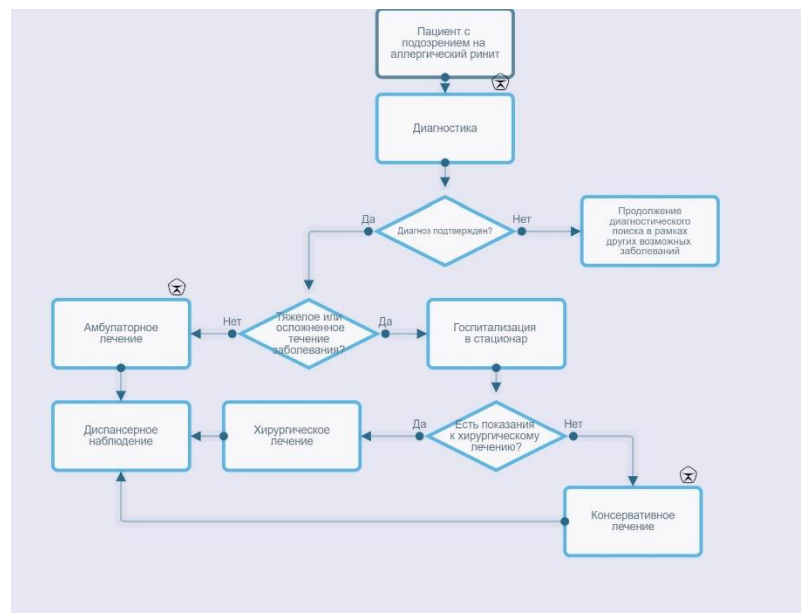 Пациент с
подозрением на
аллергический ринит
Диагностика
Да
Диагноз подтвержден?
Нет
Продолжение
диагностического
поиска в рамках
других возможных
заболеваний
Амбулаторное
лечение
Нет
Тяжелое или
осложненное
течение
заболевания?
Да
Госпитализация
в стационар
Диспансерное
наблюдение
Хирургическое
лечение
Да
Есть показания
к хирургическому
лечению?
Нет
Консервативное
лечение